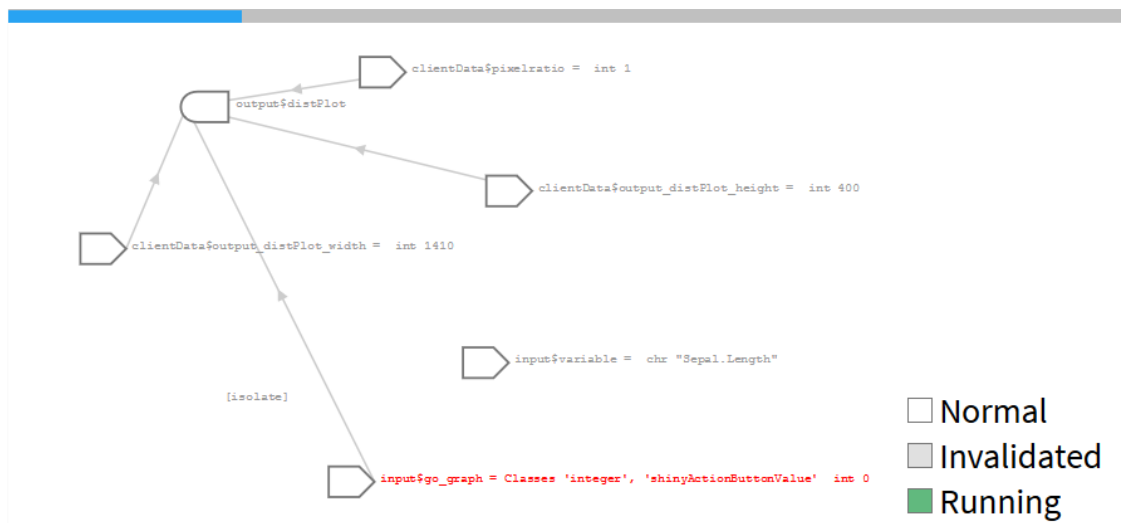 clientData$pixelratio =  int 1
output$distPlot
clientData$output_distPlot_height =  int 400
clientData$output_distPlot_width =  int 1410
input$variable =  chr "Sepal.Length"
[isolate]
input$go_graph = Classes 'integer', 'shinyActionButtonValue'  int 0
Normal
Invalidated
Running